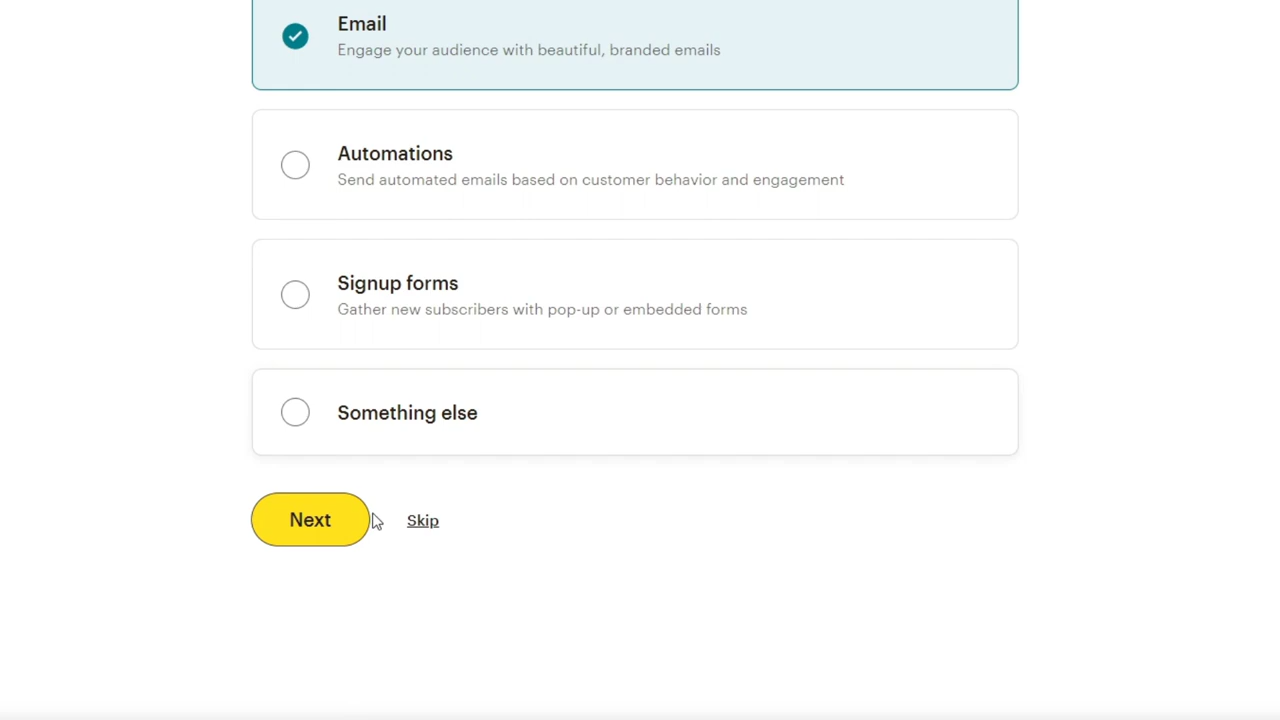 Email
Engage your audience with beautiful, branded emails
Automations
Send automated emails based on customer behavior and engagement
Signup forms
Gather new subscribers with pop-up or embedded forms
Something else
Next
Skip